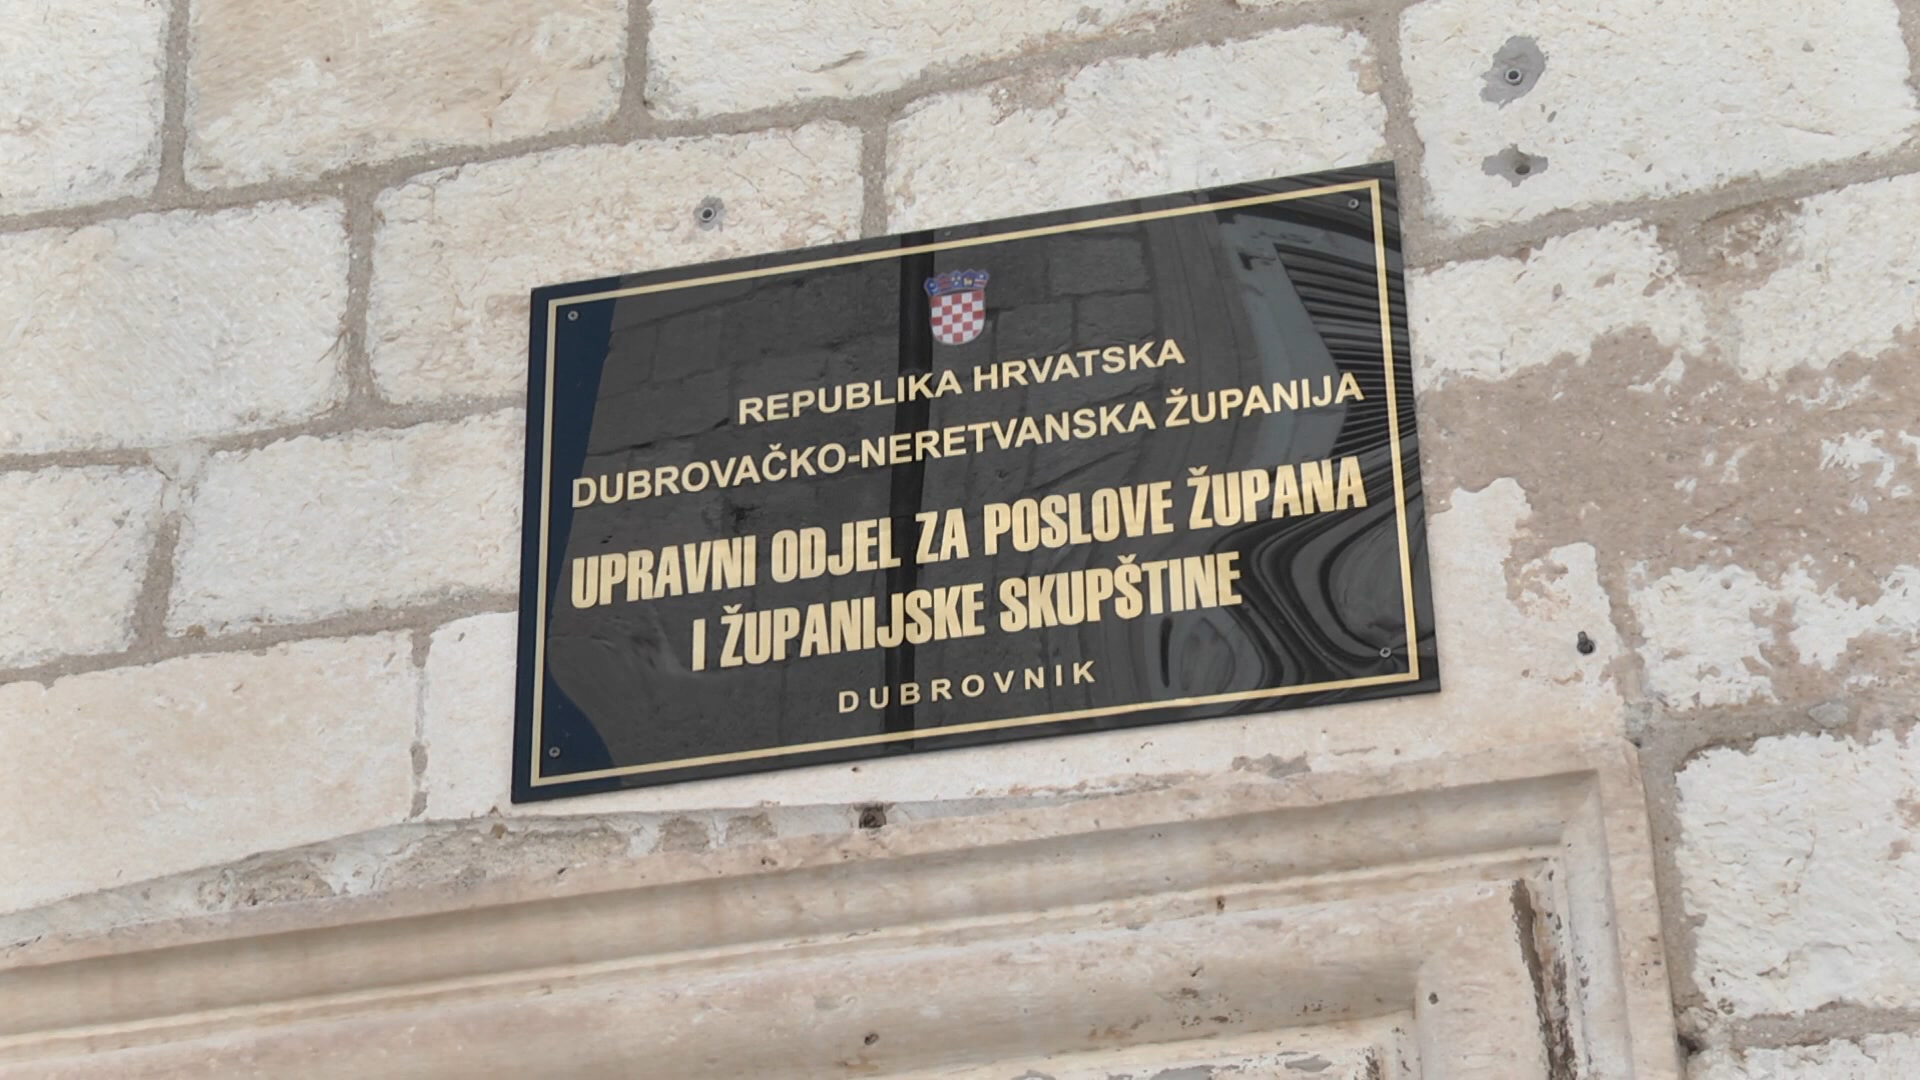 REPUBLIKA HRVATSKA
DUBROVAČKO-NERETVANSKA ŽUPANIJA
UPRAVNI ODJEL ZA POSLOVE ŽUPANA
I ŽUPANIJSKE SKUPŠTINE
DUBROVNIK